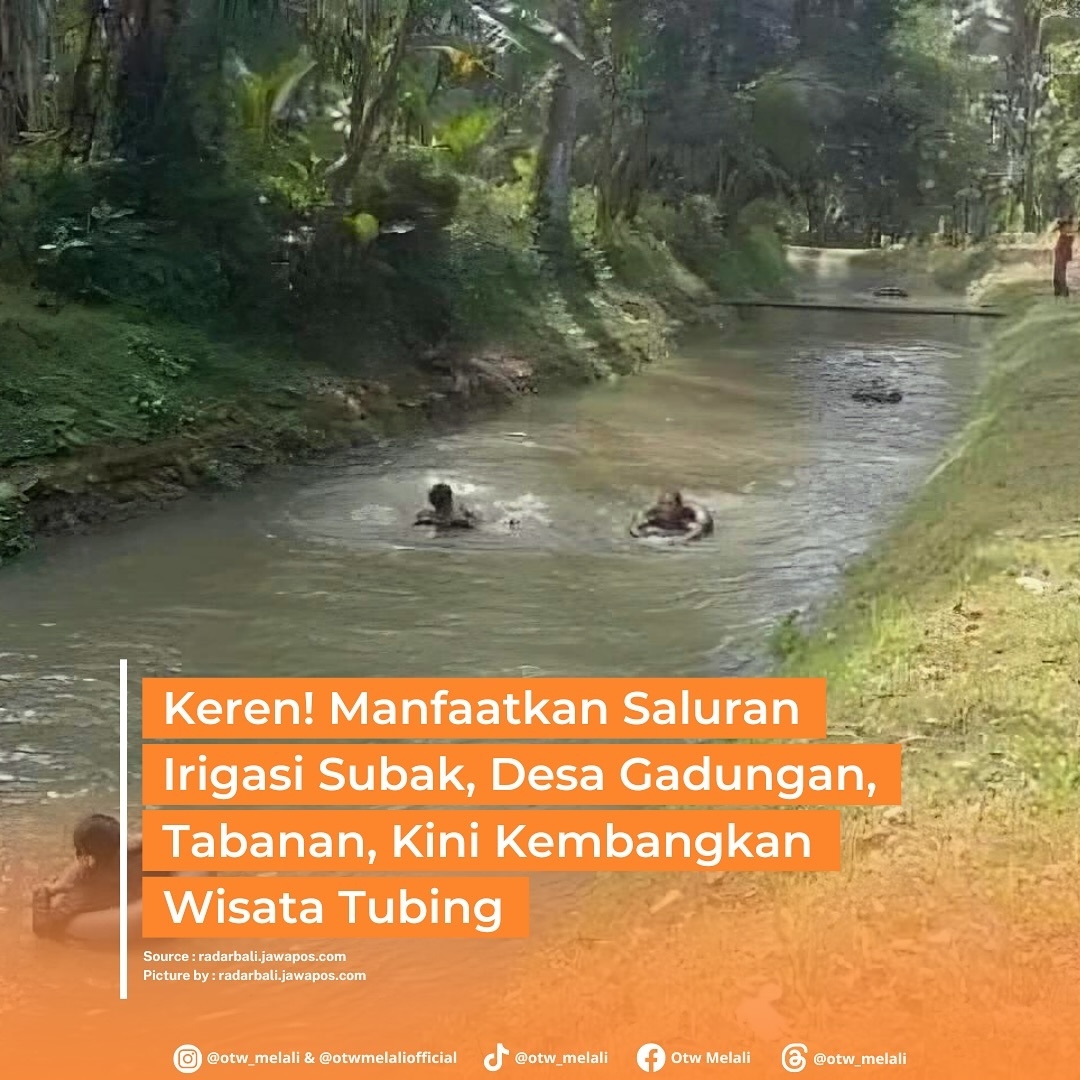 Keren! Manfaatkan Saluran
Irigasi Subak, Desa Gadungan,
Tabanan, Kini Kembangkan
Wisata Tubing
Source : radarbali.jawapos.com
Picture by : radarbali.jawapos.com
@otw_melali & @otwmelaliofficial @otw_melali Otw Melali @otw_melali